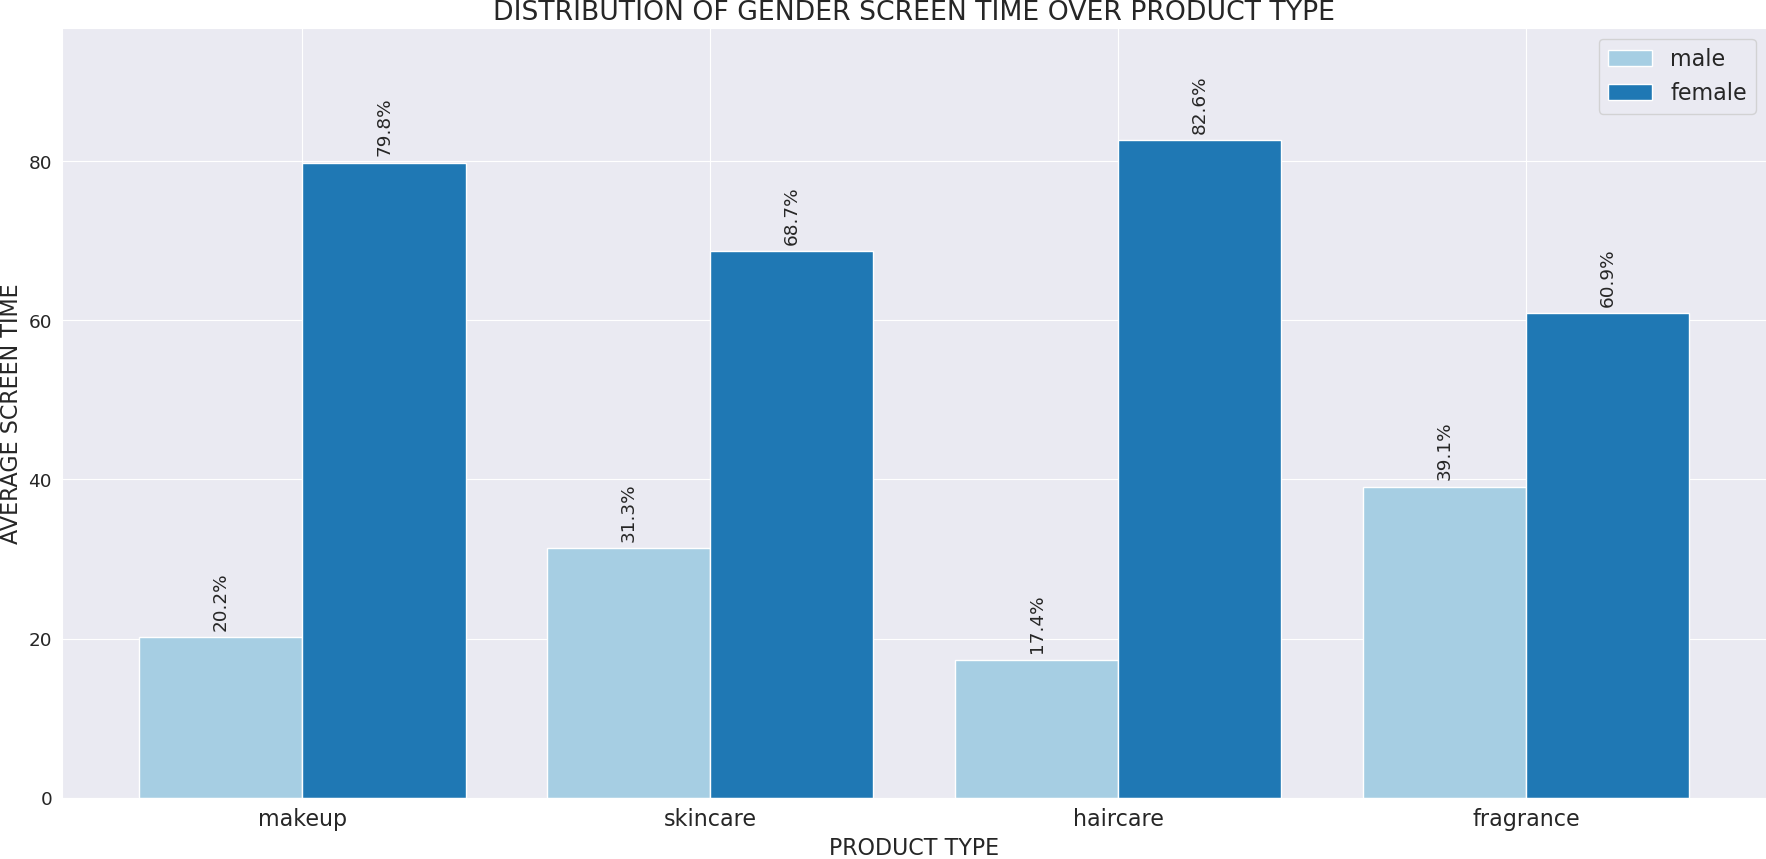 DISTRIBUTION OF GENDER SCREEN TIME OVER PRODUCT TYPE
male
female
AVERAGE SCREEN TIME
80
60
40
20
0
20.2%
79.8%
31.3%
68.7%
17.4%
82.6%
39.1%
60.9%
makeup
skincare
haircare
fragrance
PRODUCT TYPE